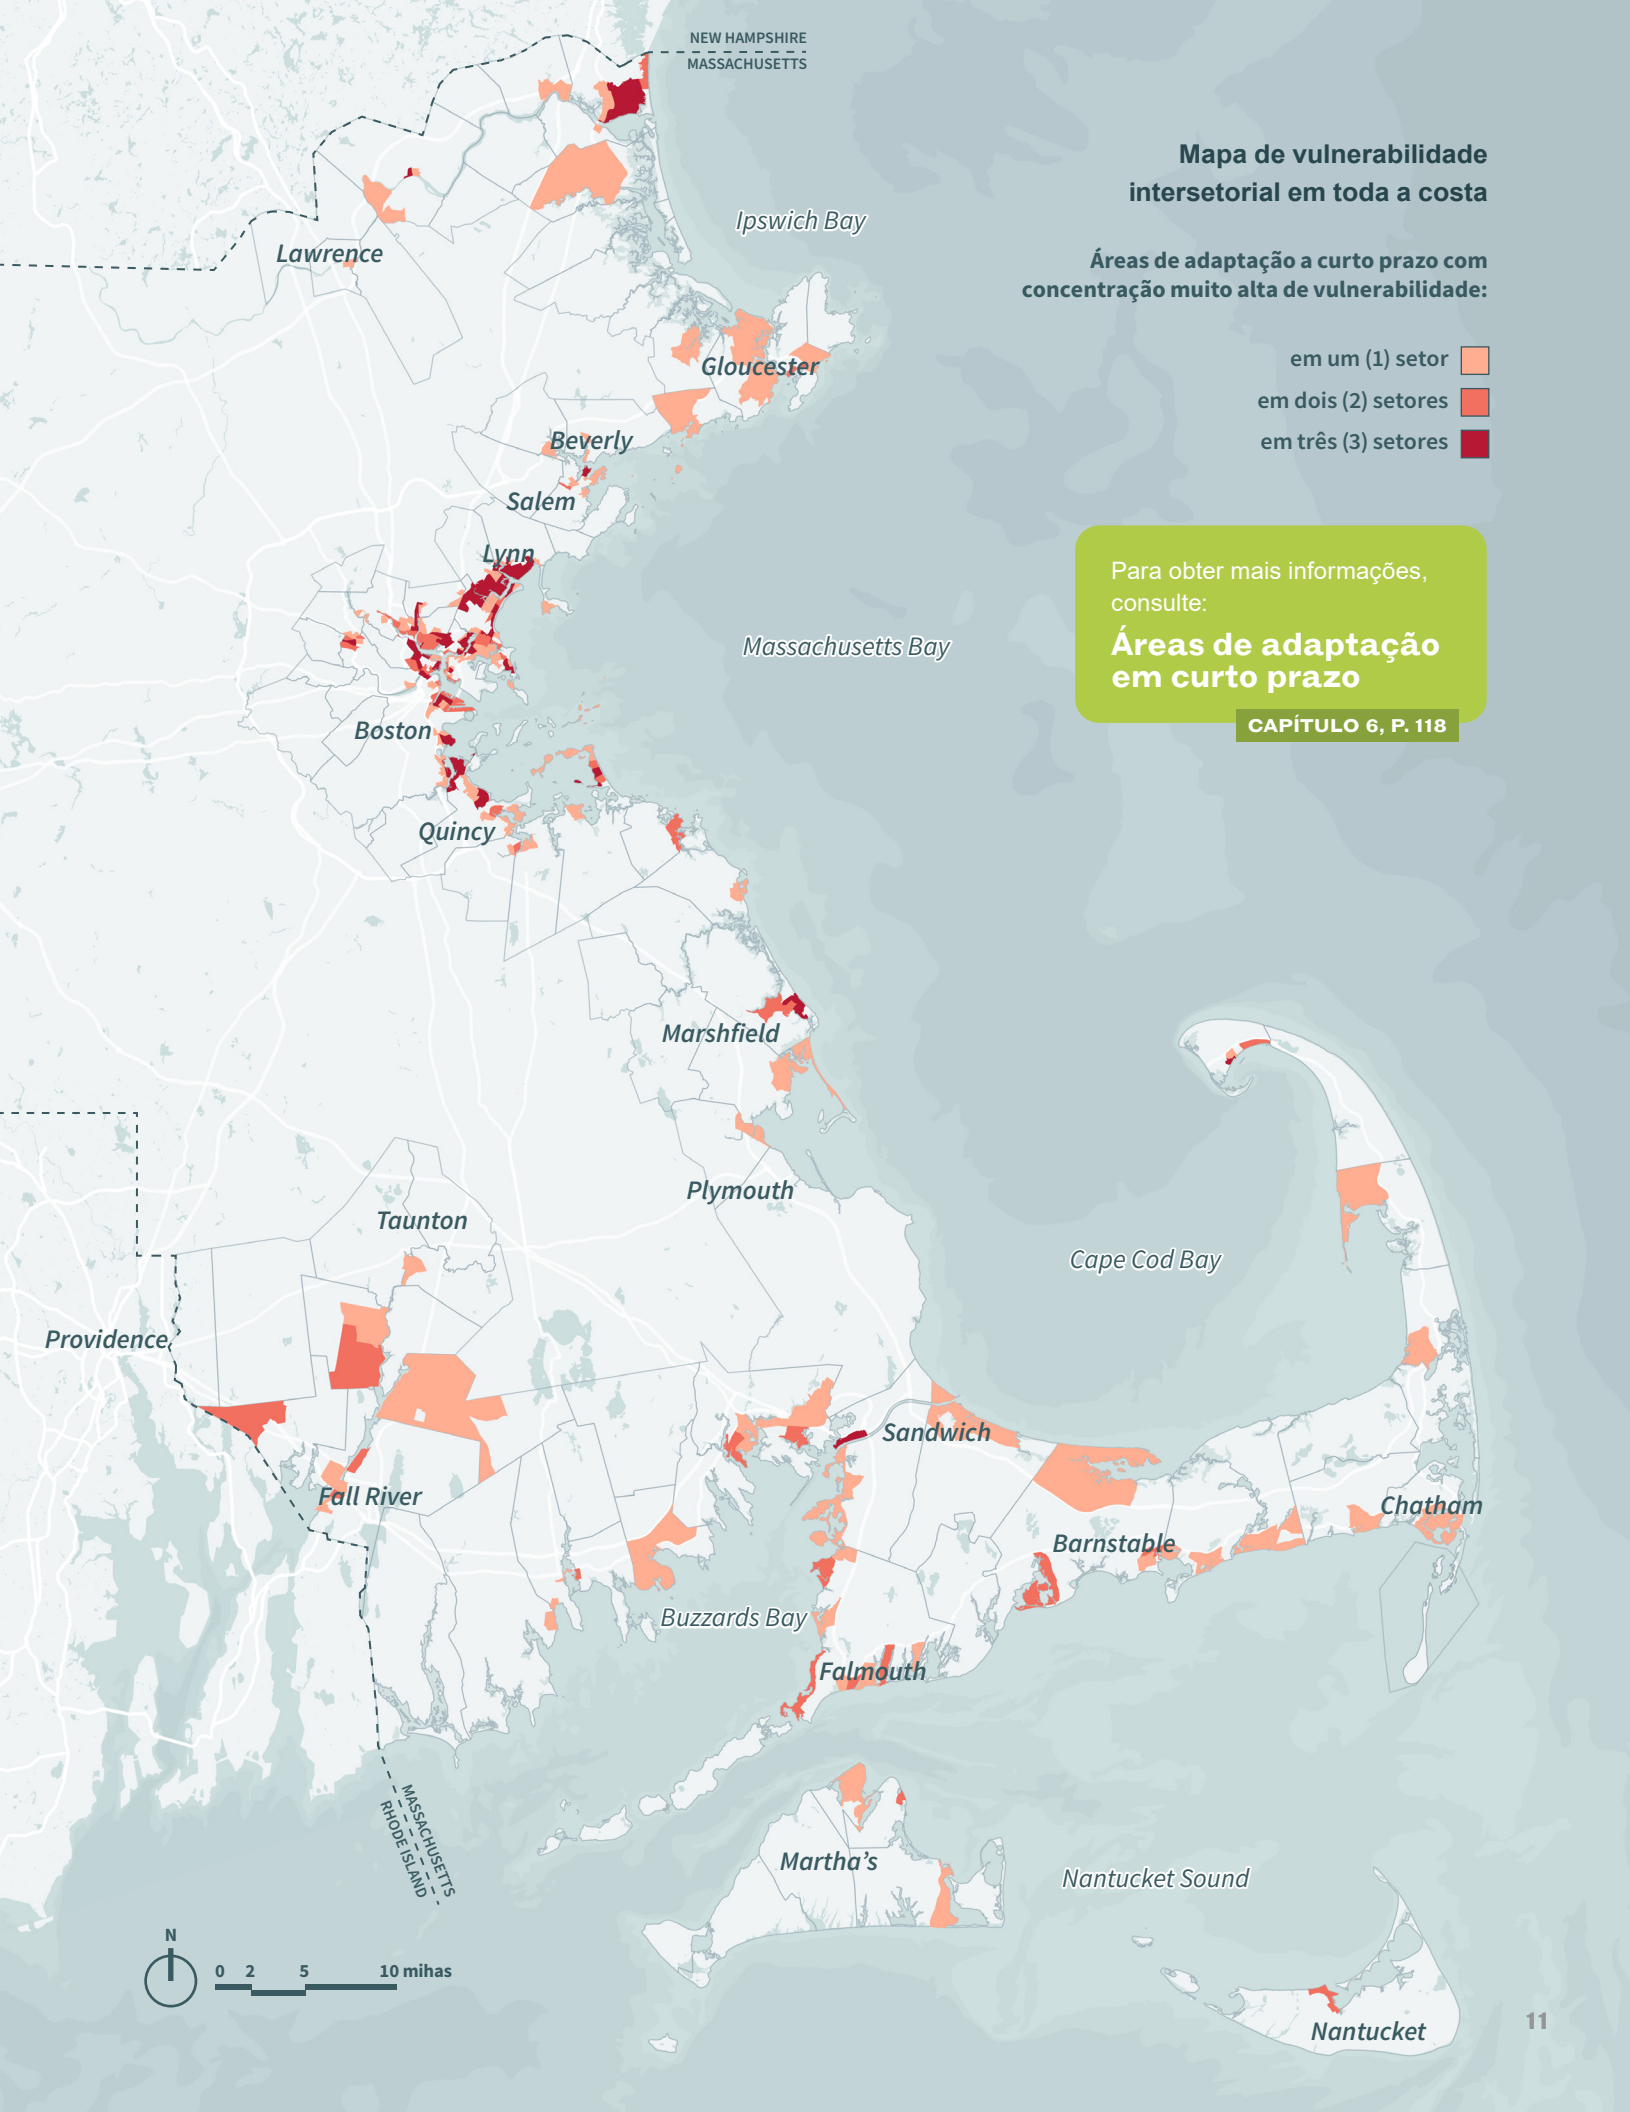 NEW HAMPSHIRE
MASSACHUSETTS
Mapa de vulnerabilidade
intersetorial em toda a costa
Áreas de adaptação a curto prazo com
concentração muito alta de vulnerabilidade:
em um (1) setor
em dois (2) setores
em três (3) setores
Para obter mais informações,
consulte:
Áreas de adaptação
em curto prazo
CAPÍTULO 6, P. 118
Ipswich Bay
Lawrence
Gloucester
Beverly
Salem
Lynn
Massachusetts Bay
Boston
Quincy
Marshfield
Plymouth
Taunton
Cape Cod Bay
Providence
Sandwich
Fall River
Chatham
Barnstable
Buzzards Bay
Falmouth
MASSACHUSETTS
RHODE ISLAND
Martha's
Nantucket Sound
Nantucket
N
0 2 5 10 mihas
11